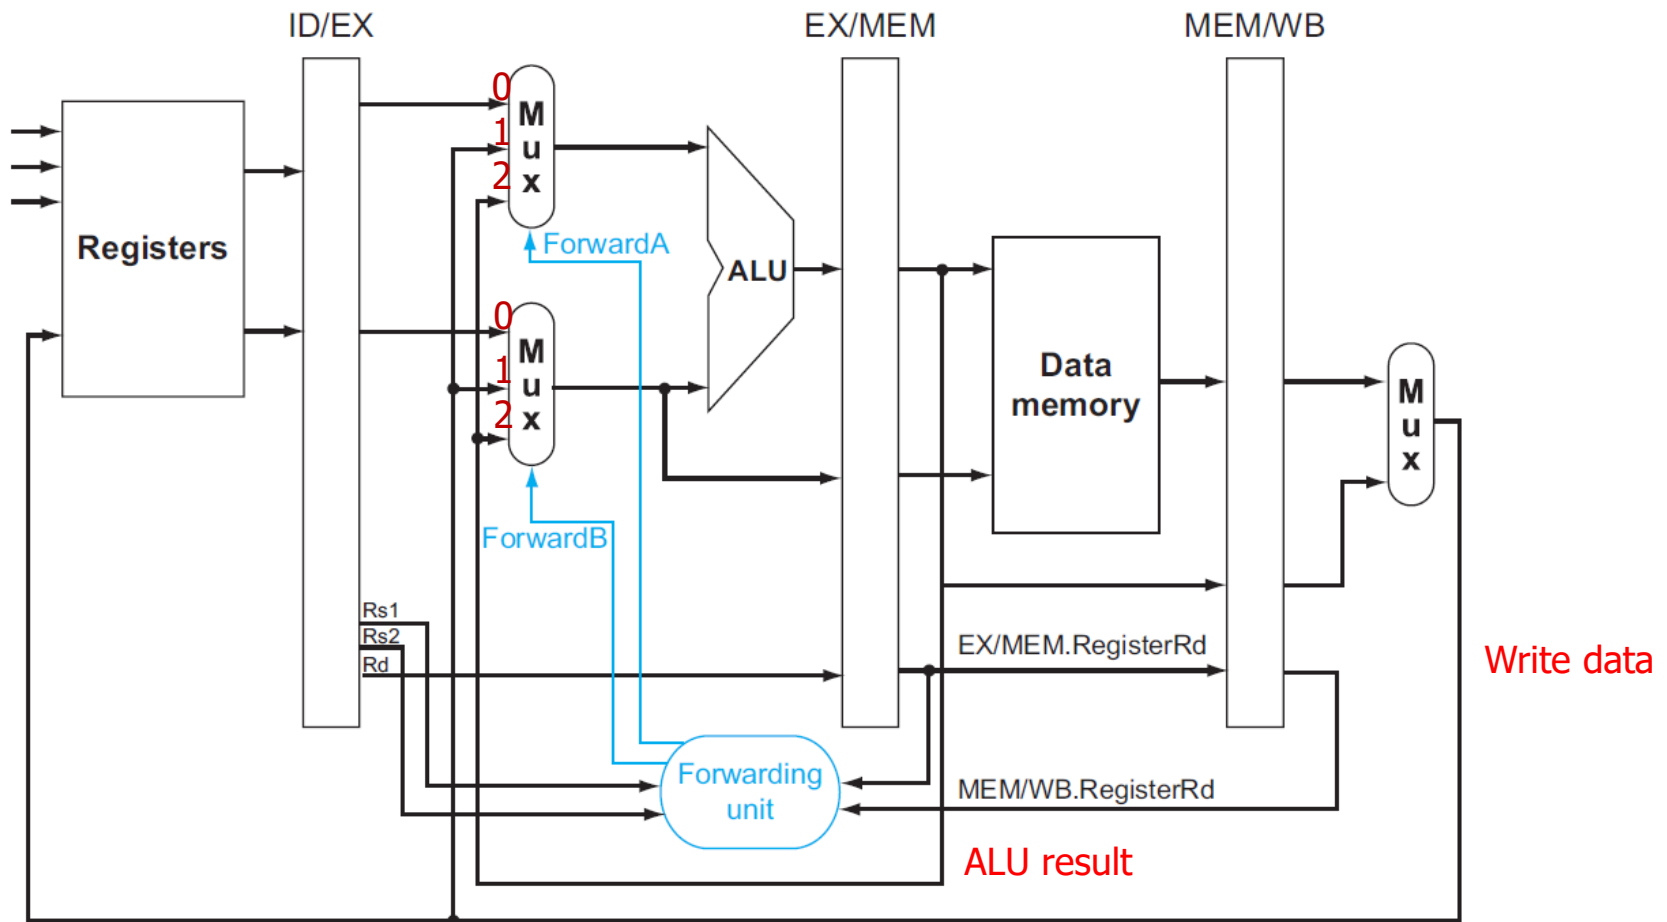 ID/EX
EX/MEM
MEM/WB
0
1
2
M
u
x
Registers
ForwardA
ALU
0
1
2
M
u
x
Data
memory
M
u
x
ForwardB
Rs1
Rs2
Rd
EX/MEM.RegisterRd
Write data
Forwarding
unit
MEM/WB.RegisterRd
ALU result